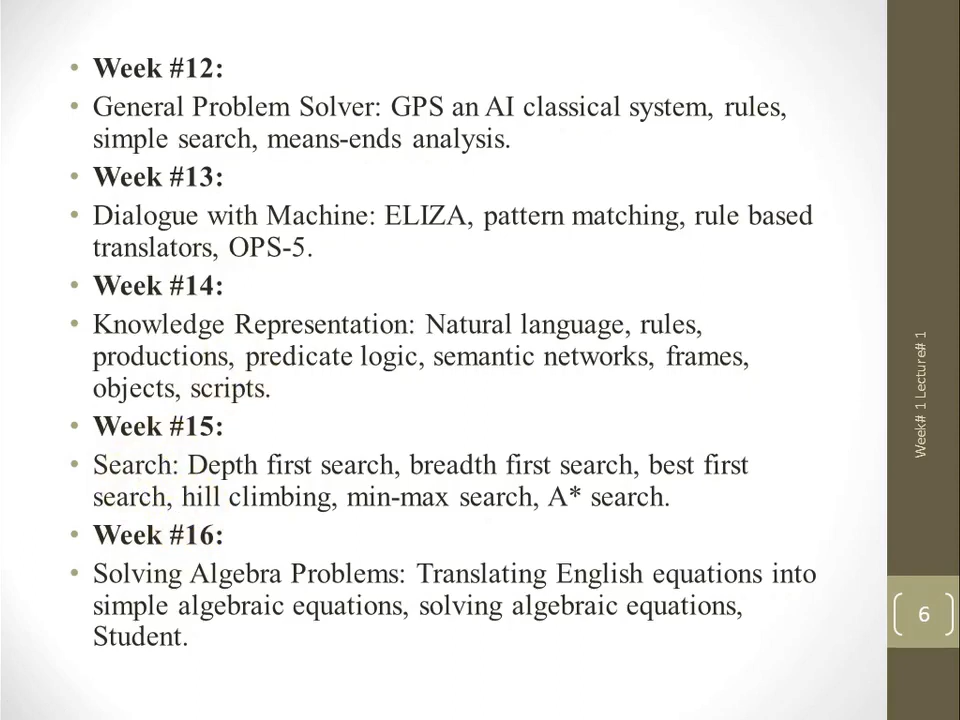 • Week #12:
• General Problem Solver: GPS an AI classical system, rules,
simple search, means-ends analysis.
• Week #13:
• Dialogue with Machine: ELIZA, pattern matching, rule based
translators, OPS-5.
• Week #14:
• Knowledge Representation: Natural language, rules,
productions, predicate logic, semantic networks, frames,
objects, scripts.
• Week #15:
• Search: Depth first search, breadth first search, best first
search, hill climbing, min-max search, A* search.
• Week #16:
• Solving Algebra Problems: Translating English equations into
simple algebraic equations, solving algebraic equations,
Student.
Week# 1 Lecture# 1
6